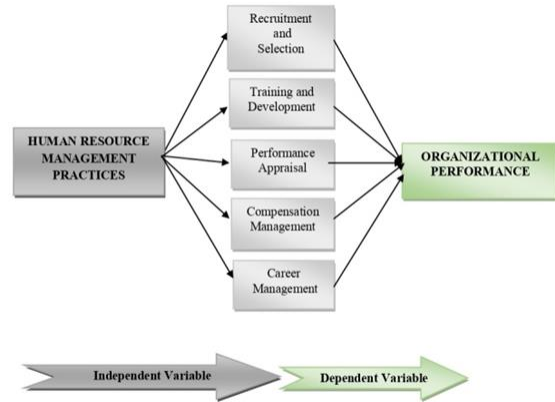 Recruitment
and
Selection
Training and
Development
HUMAN RESOURCE
MANAGEMENT
PRACTICES
Performance
Appraisal
ORGANIZATIONAL
PERFORMANCE
Compensation
Management
Career
Management
Independent Variable
Dependent Variable